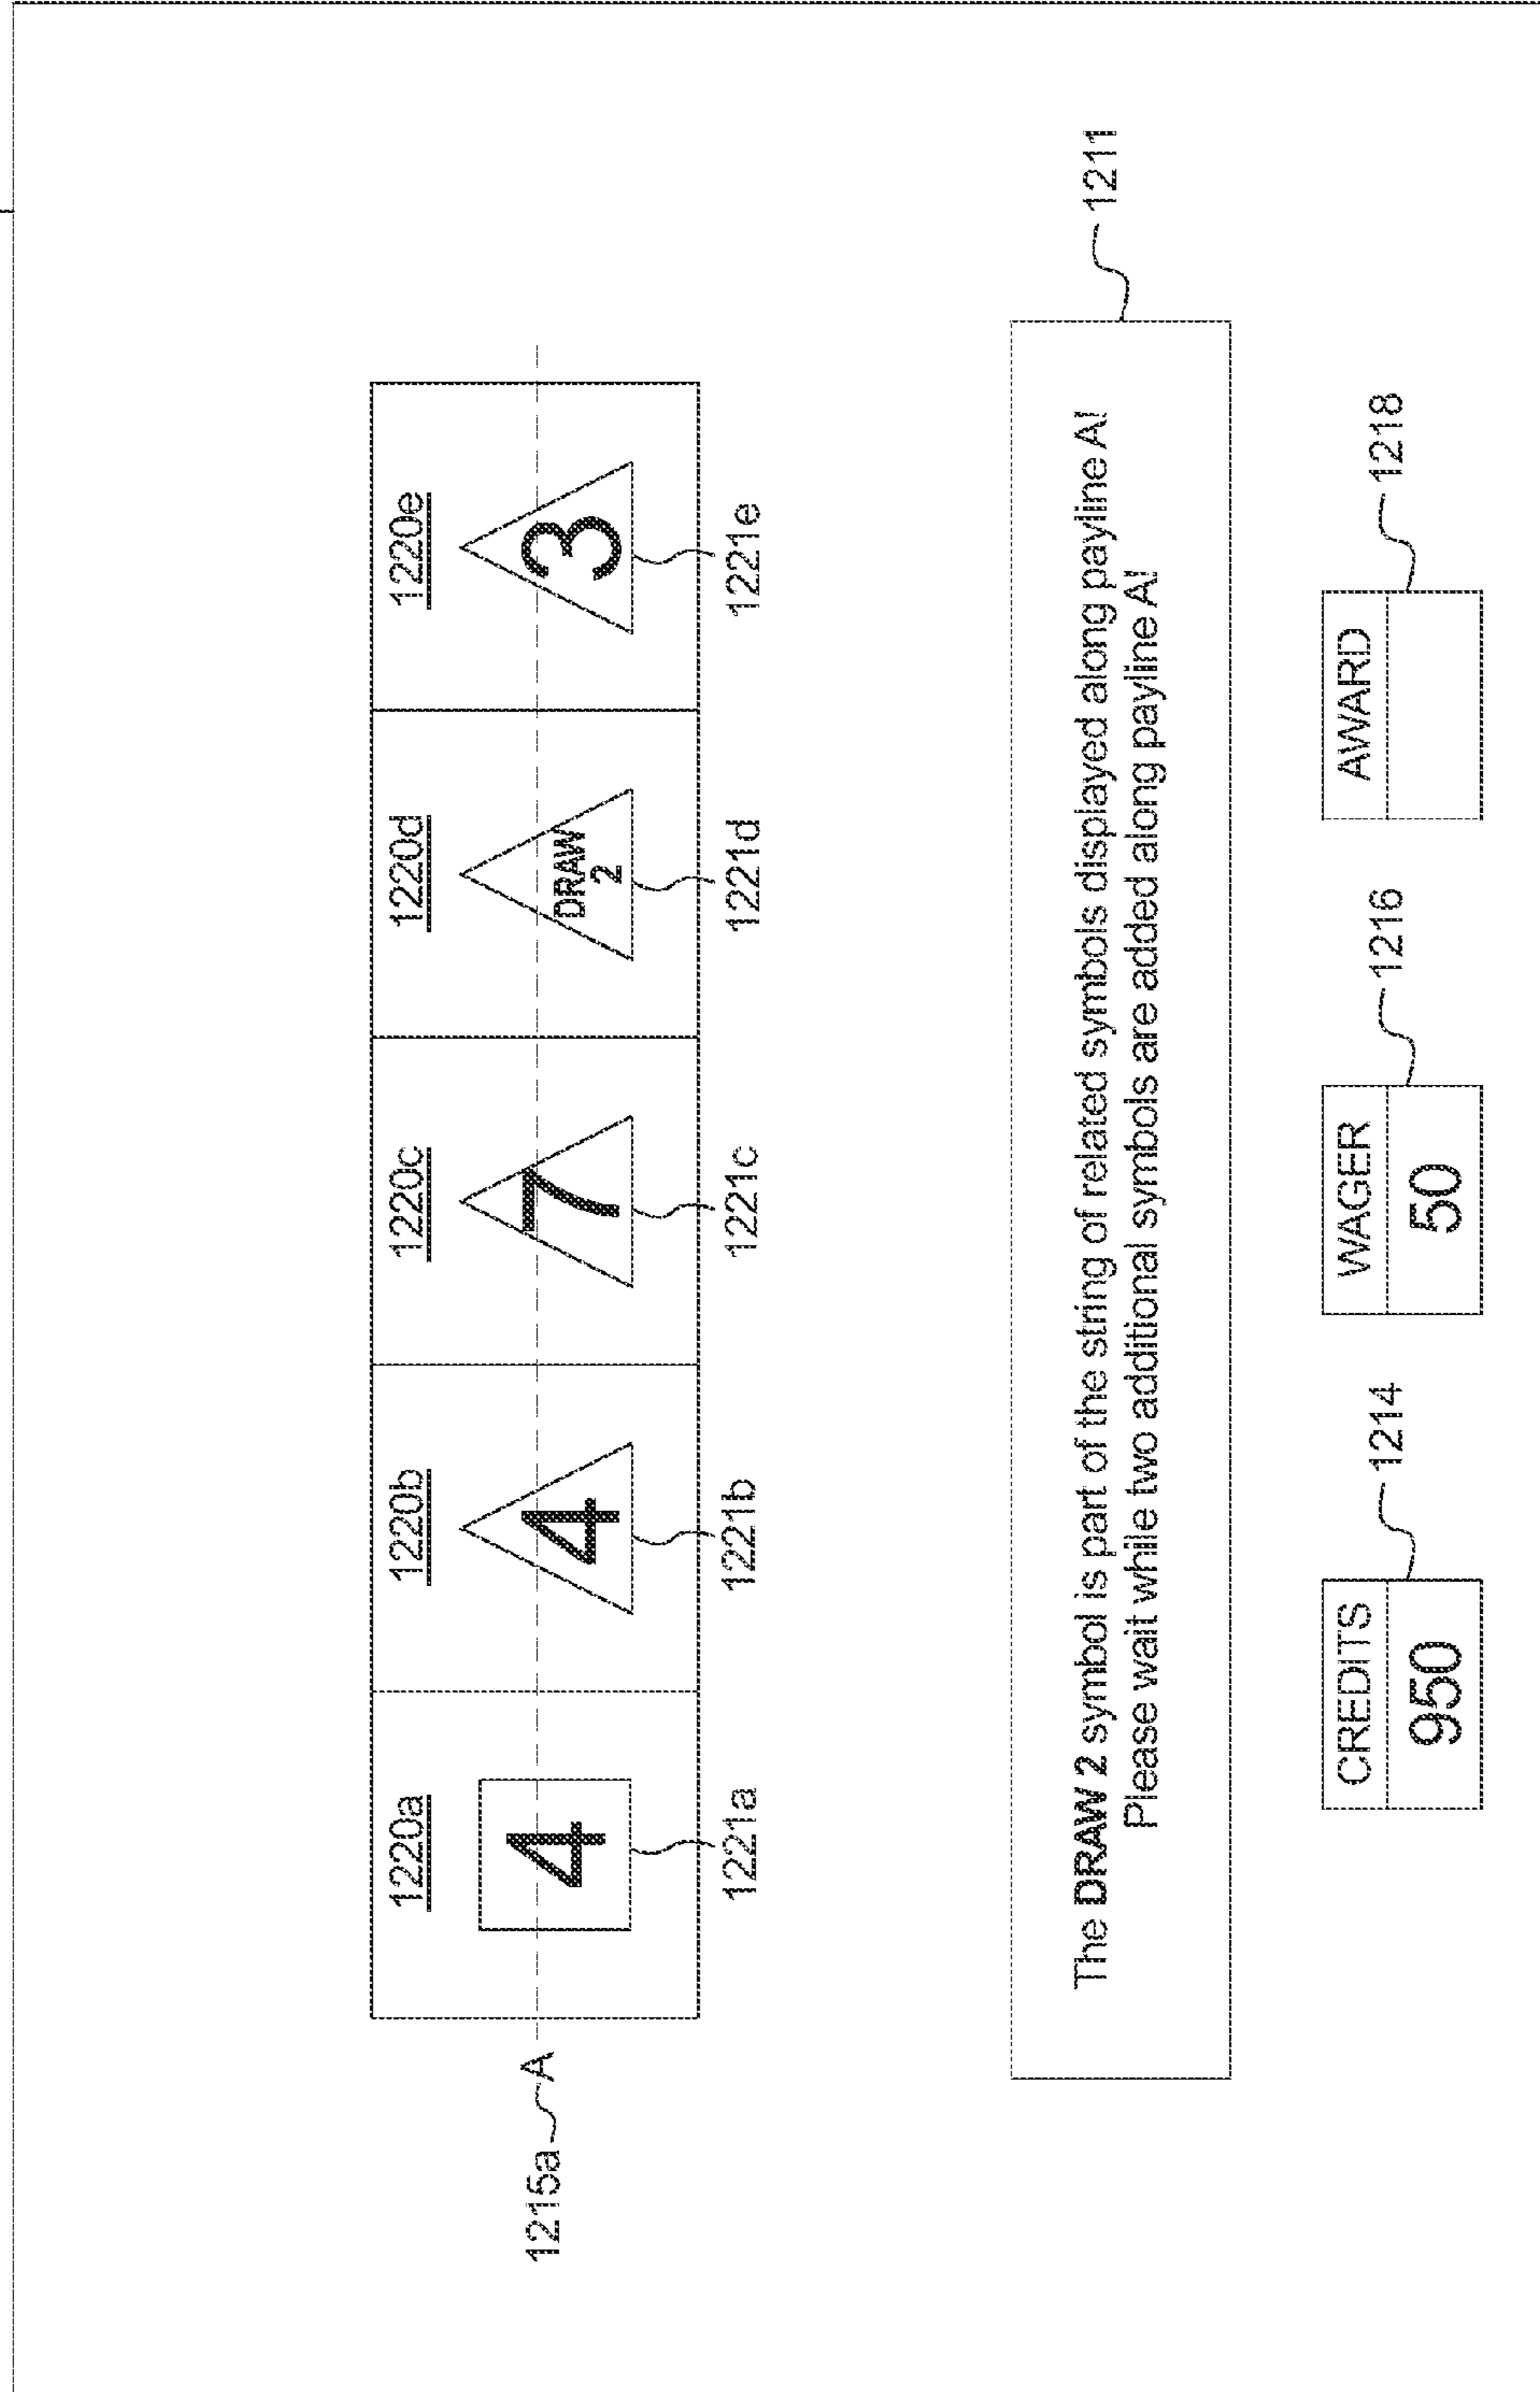 1220a 1220b 1220c 1220d 1220e
1215a A 4 4 7 DRAW 3
2
1221a 1221b 1221c 1221d 1221e
The DRAW 2 symbol is part of the string of related symbols displayed along payline A!
Please wait while two additional symbols are added along payline A!
1211
CREDITS 1214 WAGER 1216 AWARD 1218
950 50